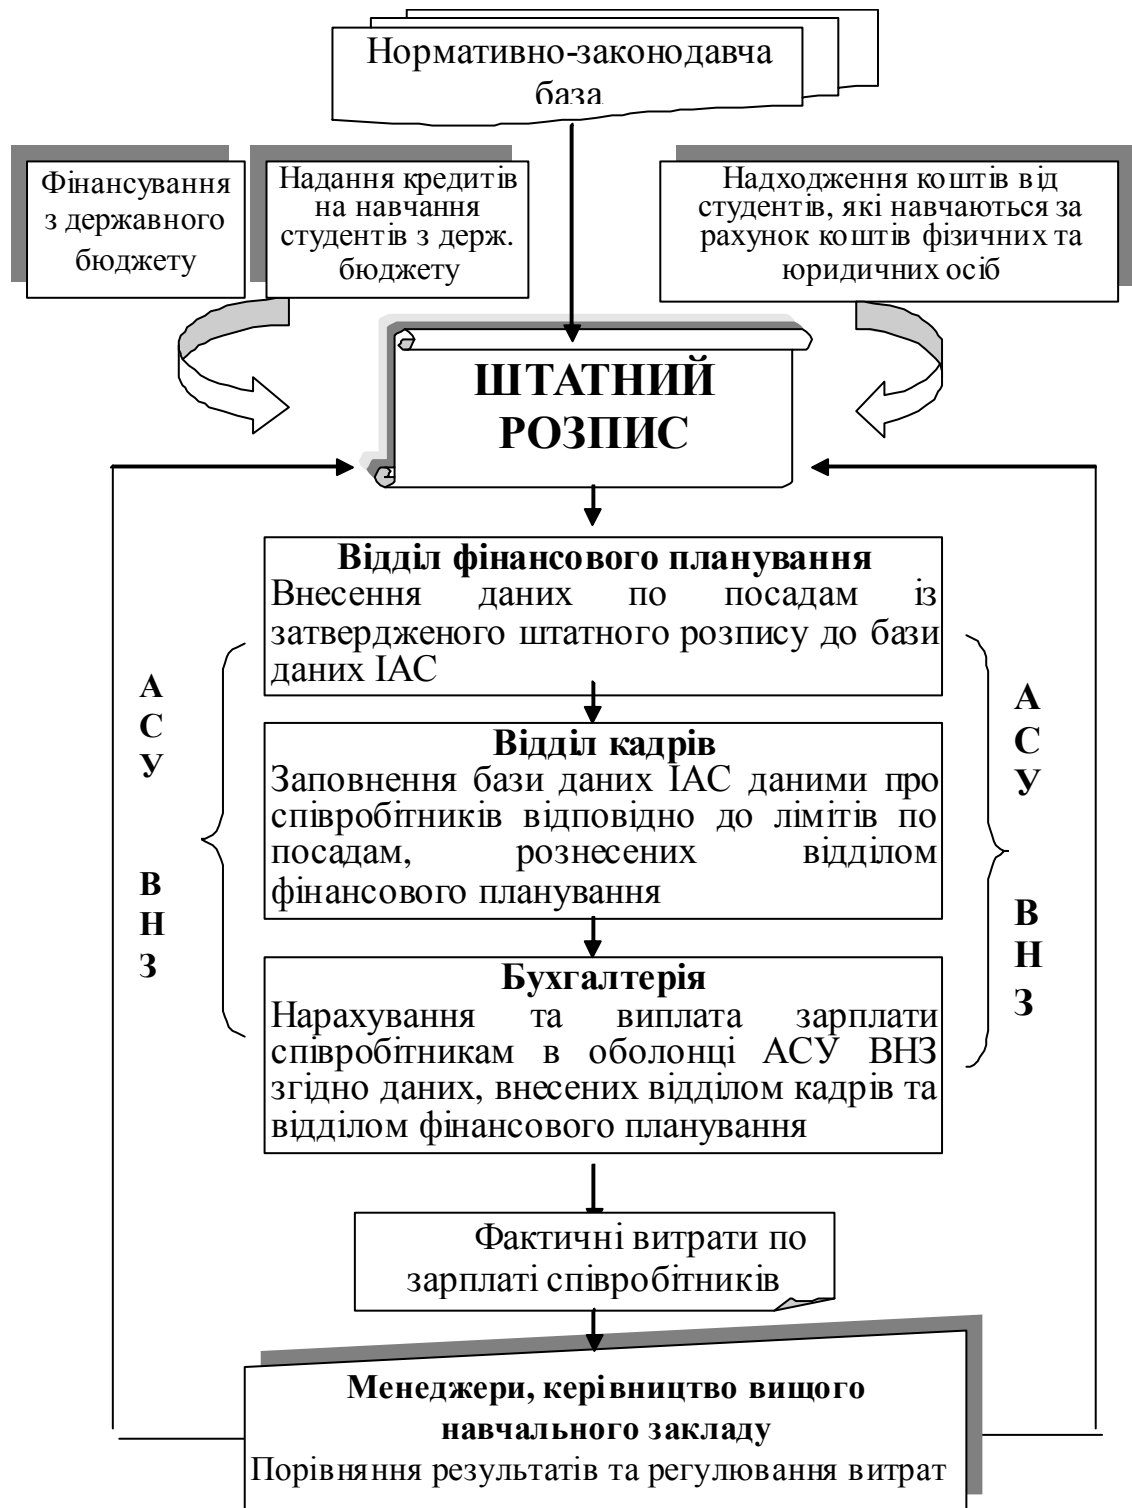 Нормативно-законодавча
база
Фінансування
з державного
бюджету
Надання кредитів
на навчання
студентів з держ.
бюджету
Надходження коштів від
студентів, які навчаються за
рахунок коштів фізичних та
юридичних осіб
ШТАТНИЙ
РОЗПИС
Відділ фінансового планування
Внесення даних по посадам із
затвердженого штатного розпису до бази
даних ІАС
Відділ кадрів
Заповнення бази даних ІАС даними про
співробітників відповідно до лімітів по
посадам, рознесених відділом
фінансового планування
Бухгалтерія
Нарахування та виплата зарплати
співробітникам в оболонці АСУ ВНЗ
згідно даних, внесених відділом кадрів та
відділом фінансового планування
А
С
У
В
Н
З
А
С
У
В
Н
З
Фактичні витрати по
зарплаті співробітників
Менеджери, керівництво вищого
навчального закладу
Порівняння результатів та регулювання витрат